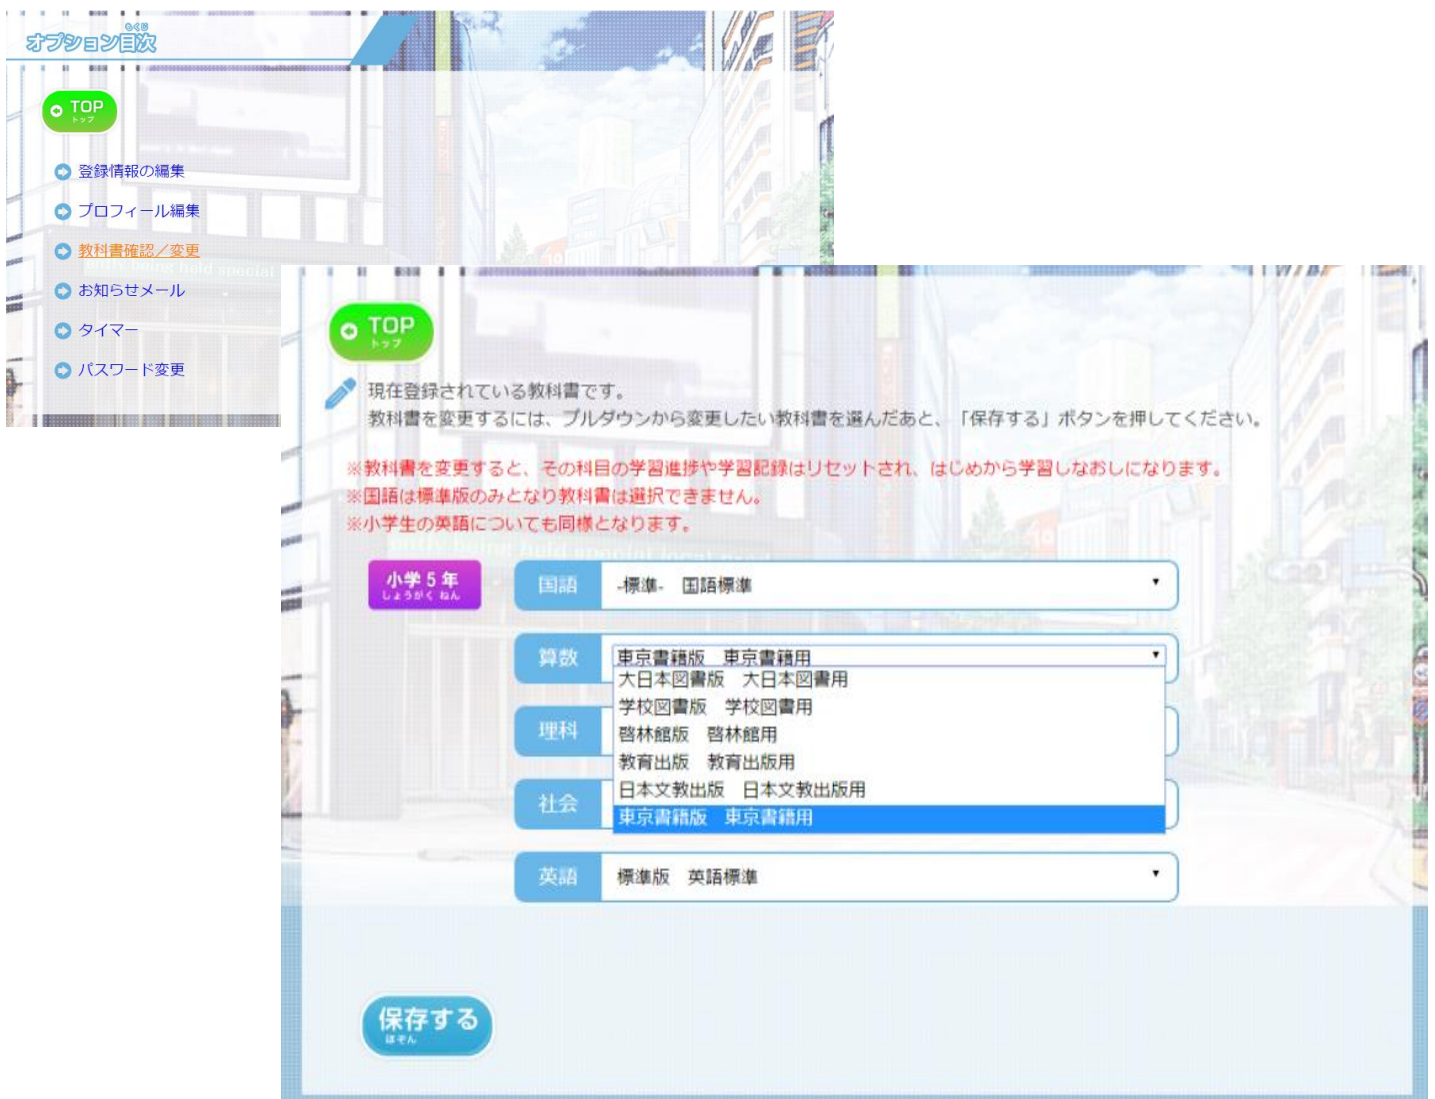 もくじ
オプション目次
TOP
トップ
登録情報の編集
プロフィール編集
教科書確認／変更
お知らせメール
タイマー
パスワード変更
TOP
トップ
現在登録されている教科書です。
教科書を変更するには、プルダウンから変更したい教科書を選んだあと、「保存する」ボタンを押してください。
※教科書を変更すると、その科目の学習進捗や学習記録はリセットされ、はじめから学習しなおしになります。
※国語は標準版のみとなり教科書は選択できません。
※小学生の英語についても同様となります。
小学５年
しょうがく ねん
国語 -標準-　国語標準
算数 東京書籍版　東京書籍用
大日本図書版　大日本図書用
学校図書版　学校図書用
啓林館版　啓林館用
教育出版　教育出版用
日本文教出版　日本文教出版用
東京書籍版　東京書籍用
理科
社会
英語 標準版　英語標準
保存する
ほぞん